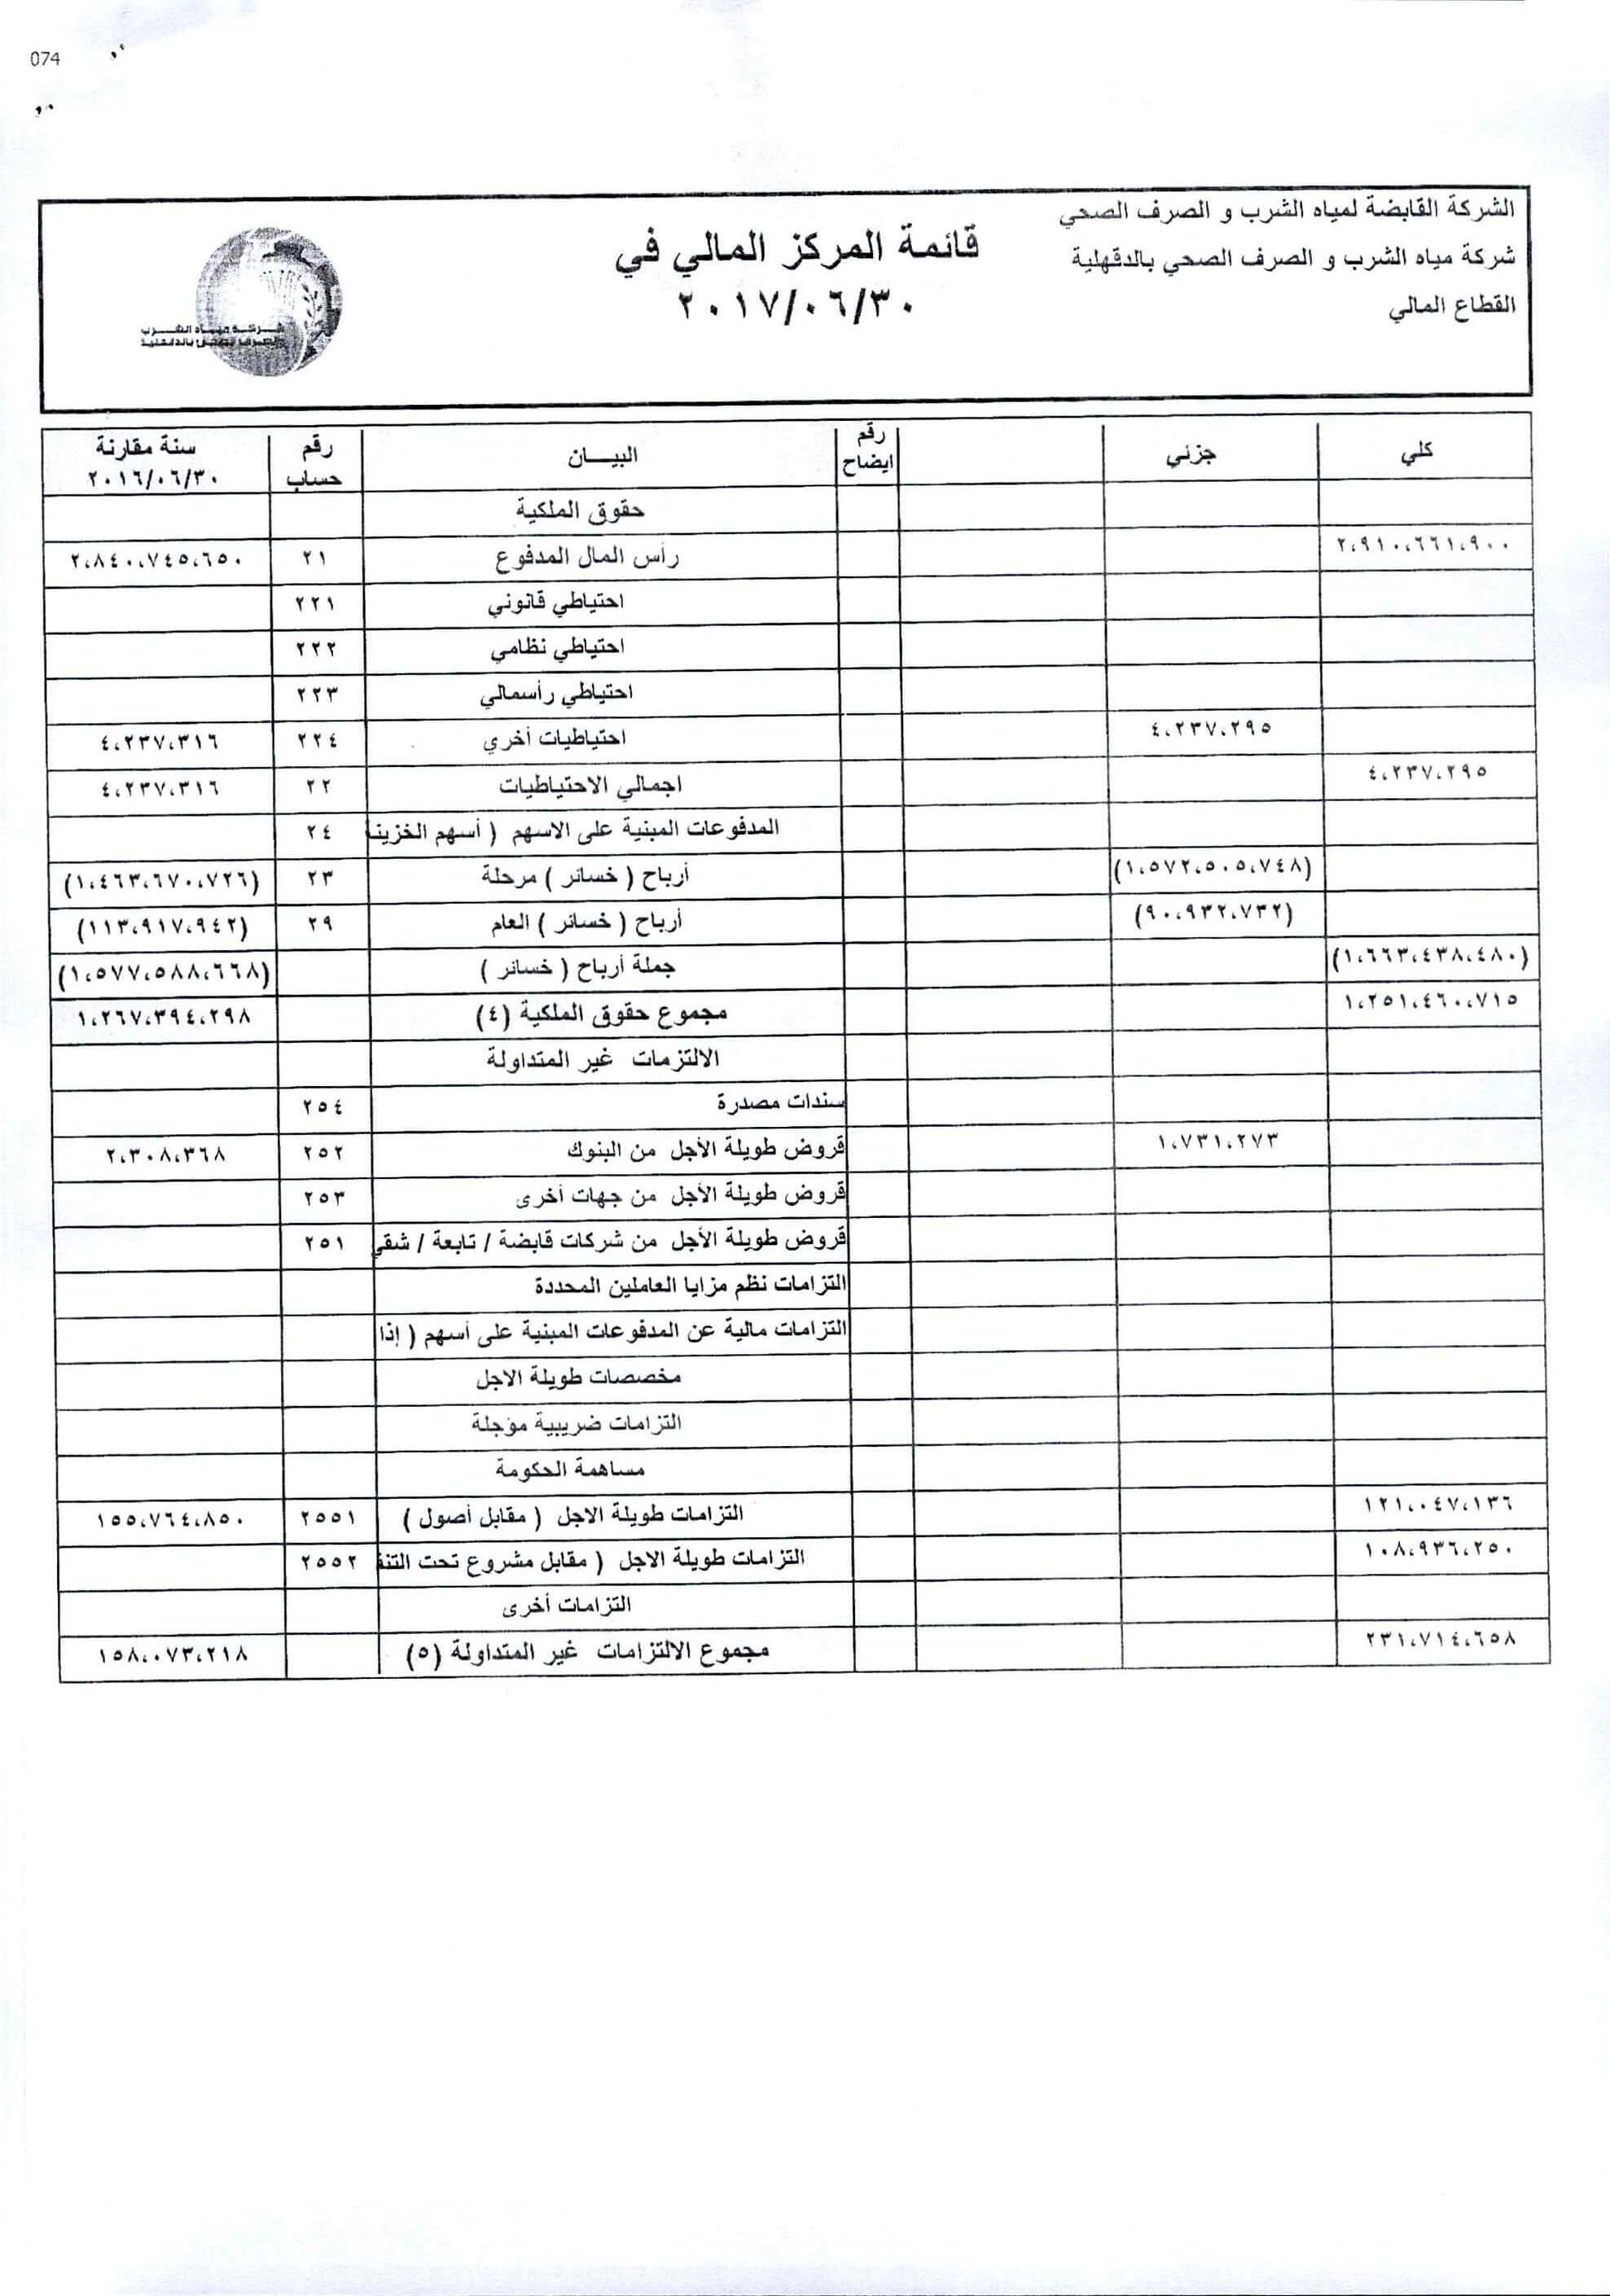 074
الشركة القابضة لمياه الشرب و الصرف الصحي
شركة مياه الشرب و الصرف الصحي بالدقهلية
القطاع المالي
قائمة المركز المالي في
٢٠١٧/٠٦/٣٠
شركة مياه الشرب
والصرف الصحى بالدقهلية
كلي جزئي رقم ايضاح البيـــان رقم حساب سنة مقارنة ٢٠١٦/٠٦/٣٠
حقوق الملكية
٢،٩١٠،٦٦١،٩٠٠ رأس المال المدفوع ٢١ ٢،٨٤٠،٧٤٥،٦٥٠
احتياطي قانوني ٢٢١
احتياطي نظامي ٢٢٢
احتياطي رأسمالي ٢٢٣
٤،٢٣٧،٢٩٥ احتياطيات أخري ٢٢٤ ٤،٢٣٧،٣١٦
٤،٢٣٧،٢٩٥ اجمالي الاحتياطيات ٢٢ ٤،٢٣٧،٣١٦
المدفوعات المبنية على الاسهم ( أسهم الخزين ٢٤
(١،٥٧٢،٥٠٥،٧٤٨) أرباح ( خسائر ) مرحلة ٢٣ (١،٤٦٣،٦٧٠،٧٢٦)
(٩٠،٩٣٢،٧٣٢) أرباح ( خسائر ) العام ٢٩ (١١٣،٩١٧،٩٤٢)
(١،٦٦٣،٤٣٨،٤٨٠) جملة أرباح ( خسائر ) (١،٥٧٧،٥٨٨،٦٦٨)
١،٢٥١،٤٦٠،٧١٥ مجموع حقوق الملكية (٤) ١،٢٦٧،٣٩٤،٢٩٨
الالتزمات غير المتداولة
سندات مصدرة ٢٥٤
١،٧٣١،٢٧٣ قروض طويلة الأجل من البنوك ٢٥٢ ٢،٣٠٨،٣٦٨
قروض طويلة الأجل من جهات أخرى ٢٥٣
قروض طويلة الأجل من شركات قابضة / تابعة / شقي ٢٥١
التزامات نظم مزايا العاملين المحددة
التزامات مالية عن المدفوعات المبنية على أسهم ( إذا
مخصصات طويلة الاجل
التزامات ضريبية مؤجلة
مساهمة الحكومة
١٢١،٠٤٧،١٣٦ التزامات طويلة الاجل ( مقابل أصول ) ٢٥٥١ ١٥٥،٧٦٤،٨٥٠
١٠٨،٩٣٦،٢٥٠ التزامات طويلة الاجل ( مقابل مشروع تحت التنف ٢٥٥٢
التزامات أخرى
٢٣١،٧١٤،٦٥٨ مجموع الالتزمات غير المتداولة (٥) ١٥٨،٠٧٣،٢١٨